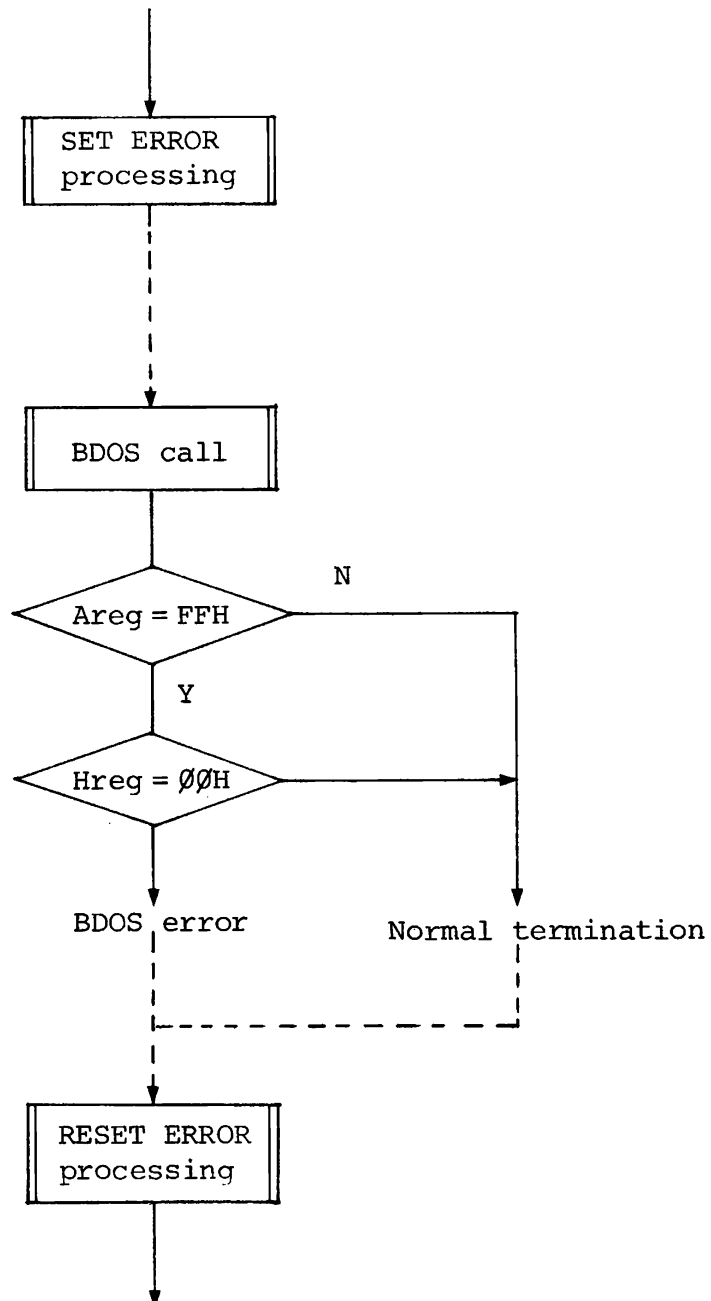 SET ERROR
processing
BDOS call
N
Areg = FFH
Y
Hreg = ØØH
BDOS error
Normal termination
RESET ERROR
processing